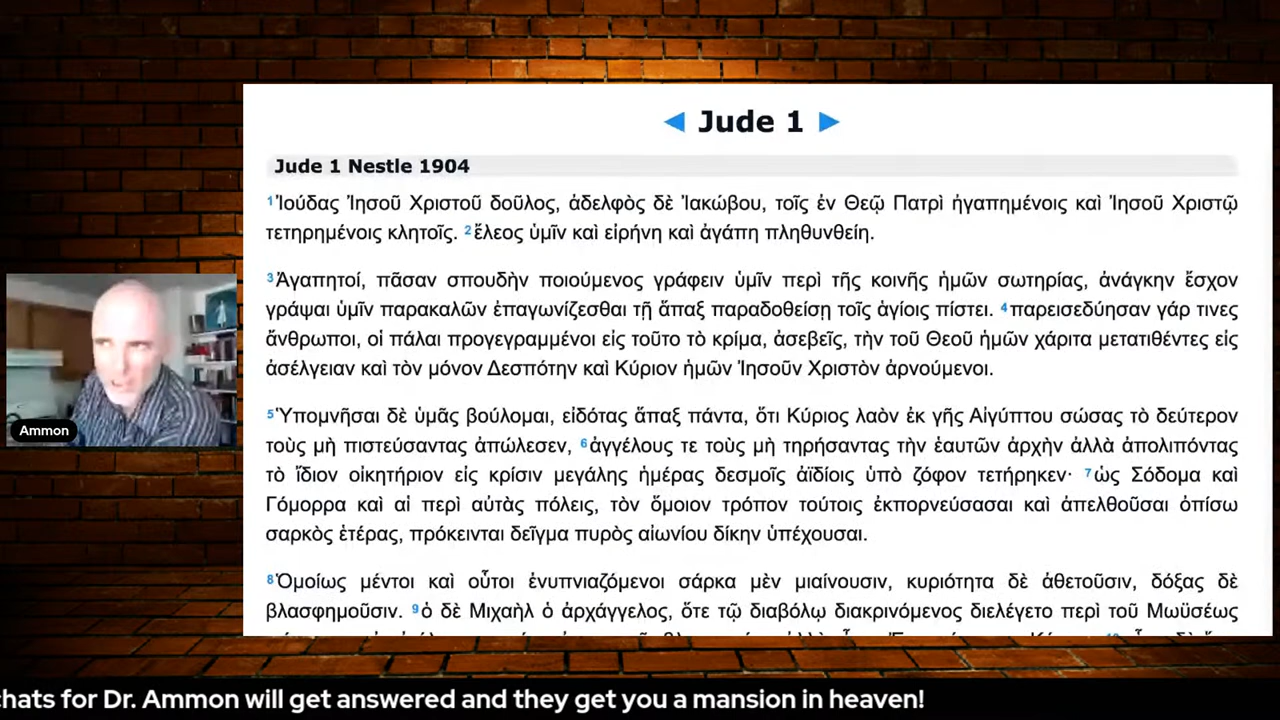 ◄ Jude 1 ►
Jude 1 Nestle 1904
1Ἰούδας Ἰησοῦ Χριστοῦ δοῦλος, ἀδελφὸς δὲ Ἰακώβου, τοῖς ἐν Θεῷ Πατρὶ ἠγαπημένοις καὶ Ἰησοῦ Χριστῷ
τετηρημένοις κλητοῖς. 2ἔλεος ὑμῖν καὶ εἰρήνη καὶ ἀγάπη πληθυνθείη.
3Ἀγαπητοί, πᾶσαν σπουδὴν ποιούμενος γράφειν ὑμῖν περὶ τῆς κοινῆς ἡμῶν σωτηρίας, ἀνάγκην ἔσχον
γράψαι ὑμῖν παρακαλῶν ἐπαγωνίζεσθαι τῇ ἅπαξ παραδοθείσῃ τοῖς ἁγίοις πίστει. 4παρεισεδύησαν γάρ τινες
ἄνθρωποι, οἱ πάλαι προγεγραμμένοι εἰς τοῦτο τὸ κρίμα, ἀσεβεῖς, τὴν τοῦ Θεοῦ ἡμῶν χάριτα μετατιθέντες εἰς
ἀσέλγειαν καὶ τὸν μόνον Δεσπότην καὶ Κύριον ἡμῶν Ἰησοῦν Χριστὸν ἀρνούμενοι.
5Ὑπομνῆσαι δὲ ὑμᾶς βούλομαι, εἰδότας ἅπαξ πάντα, ὅτι Κύριος λαὸν ἐκ γῆς Αἰγύπτου σώσας τὸ δεύτερον
τοὺς μὴ πιστεύσαντας ἀπώλεσεν, 6ἀγγέλους τε τοὺς μὴ τηρήσαντας τὴν ἑαυτῶν ἀρχὴν ἀλλὰ ἀπολιπόντας
τὸ ἴδιον οἰκητήριον εἰς κρίσιν μεγάλης ἡμέρας δεσμοῖς ἀϊδίοις ὑπὸ ζόφον τετήρηκεν· 7ὡς Σόδομα καὶ
Γόμορρα καὶ αἱ περὶ αὐτὰς πόλεις, τὸν ὅμοιον τρόπον τούτοις ἐκπορνεύσασαι καὶ ἀπελθοῦσαι ὀπίσω
σαρκὸς ἑτέρας, πρόκεινται δεῖγμα πυρὸς αἰωνίου δίκην ὑπέχουσαι.
8Ὁμοίως μέντοι καὶ οὗτοι ἐνυπνιαζόμενοι σάρκα μὲν μιαίνουσιν, κυριότητα δὲ ἀθετοῦσιν, δόξας δὲ
βλασφημοῦσιν. 9ὁ δὲ Μιχαὴλ ὁ ἀρχάγγελος, ὅτε τῷ διαβόλῳ διακρινόμενος διελέγετο περὶ τοῦ Μωϋσέως
Ammon
chats for Dr. Ammon will get answered and they get you a mansion in heaven!